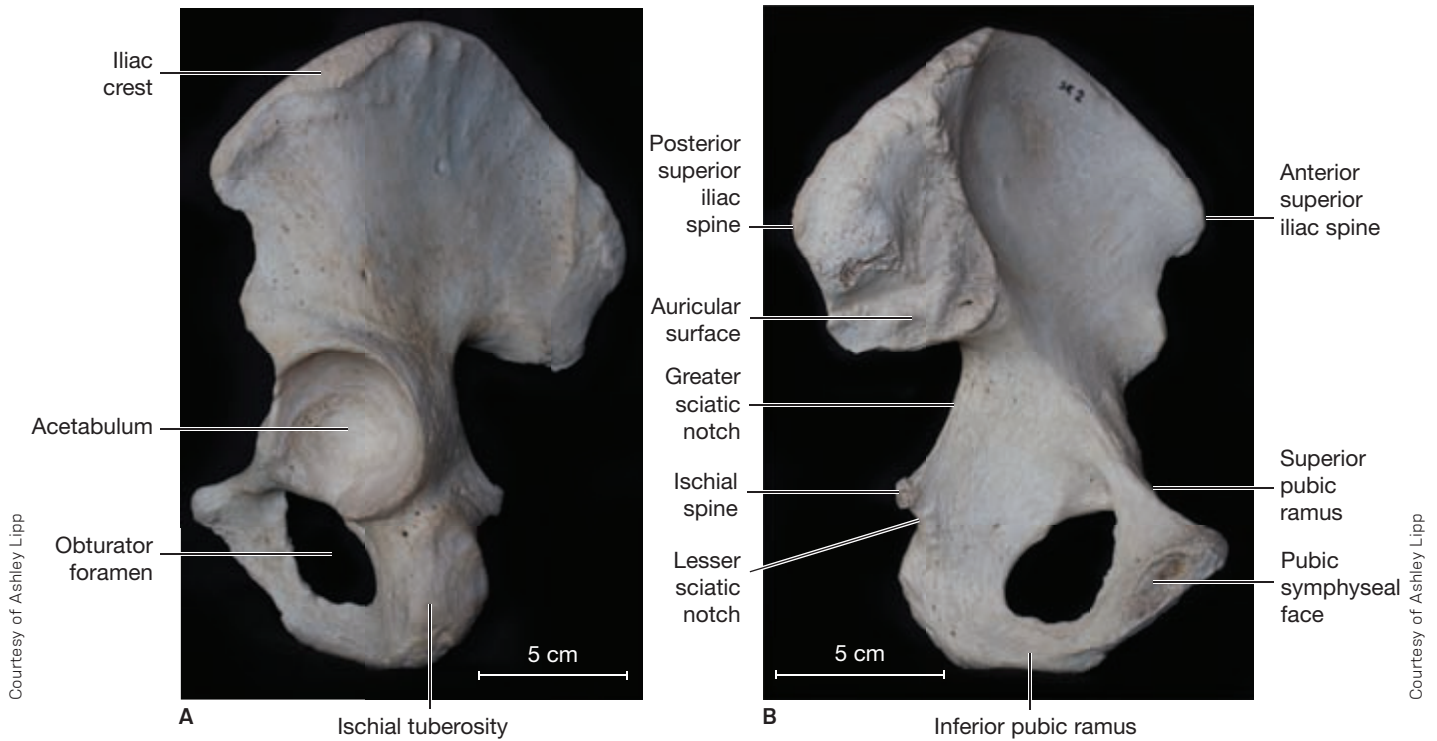 Iliac
crest
Acetabulum
Obturator
foramen
Courtesy of Ashley Lipp
5 cm
A
Ischial tuberosity
Posterior
superior
iliac
spine
Auricular
surface
Greater
sciatic
notch
Ischial
spine
Lesser
sciatic
notch
5 cm
B
Inferior pubic ramus
Anterior
superior
iliac spine
Superior
pubic
ramus
Pubic
symphyseal
face
Courtesy of Ashley Lipp